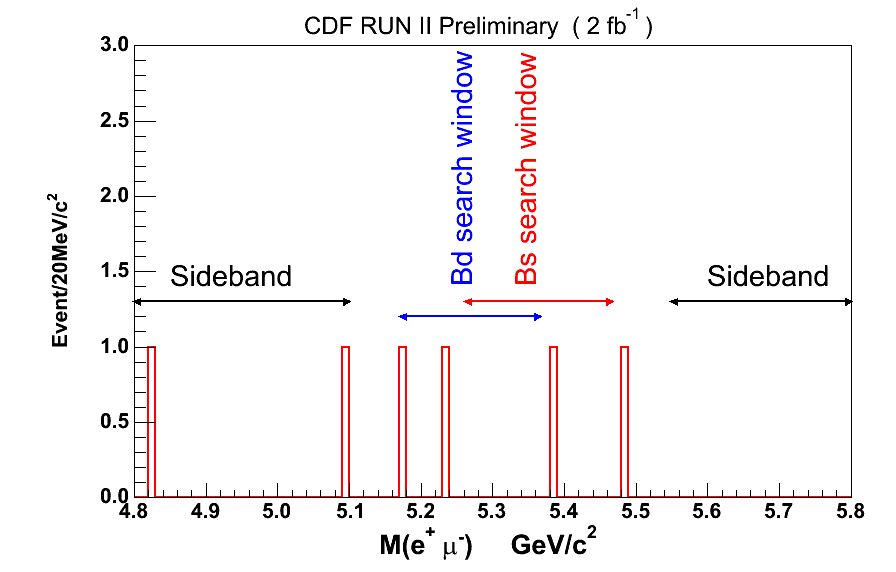 CDF RUN II Preliminary ( 2 fb⁻¹ )
3.0
2.5
2.0
1.5
1.0
0.5
0.0
Event/20MeV/c²
Sideband
Bd search window
Bs search window
Sideband
4.8 4.9 5.0 5.1 5.2 5.3 5.4 5.5 5.6 5.7 5.8
M(e⁺ μ⁻) GeV/c²